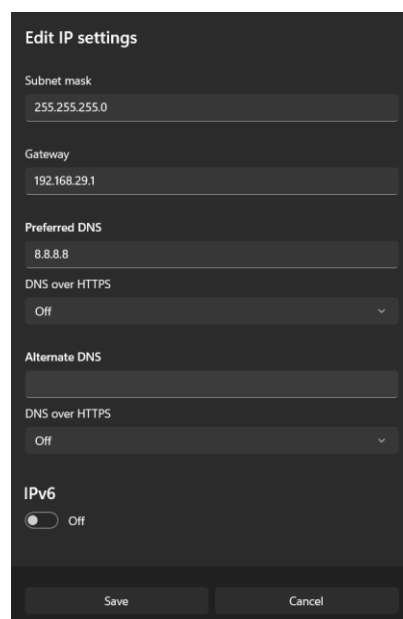 Edit IP settings
Subnet mask
255.255.255.0
Gateway
192.168.29.1
Preferred DNS
8.8.8.8
DNS over HTTPS
Off
Alternate DNS
DNS over HTTPS
Off
IPv6
Off
Save Cancel